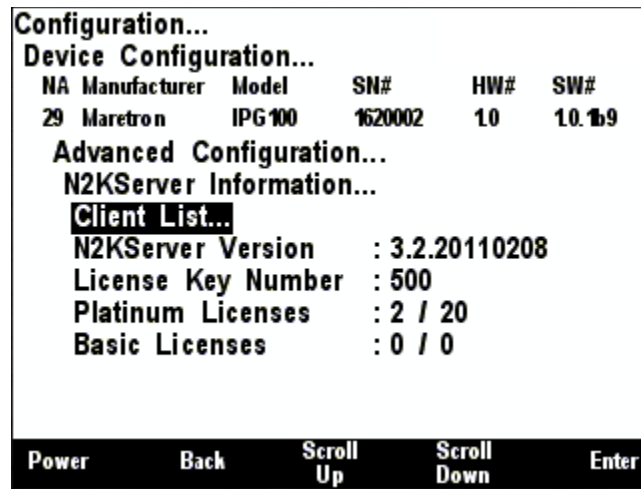 Configuration...
Device Configuration...
NA Manufacturer Model SN# HW# SW#
29 Maretron IPG100 1620002 1.0 1.0.1b9
Advanced Configuration...
N2KServer Information...
Client List...
N2KServer Version : 3.2.20110208
License Key Number : 500
Platinum Licenses : 2 / 20
Basic Licenses : 0 / 0
Power Back Scroll Up Scroll Down Enter